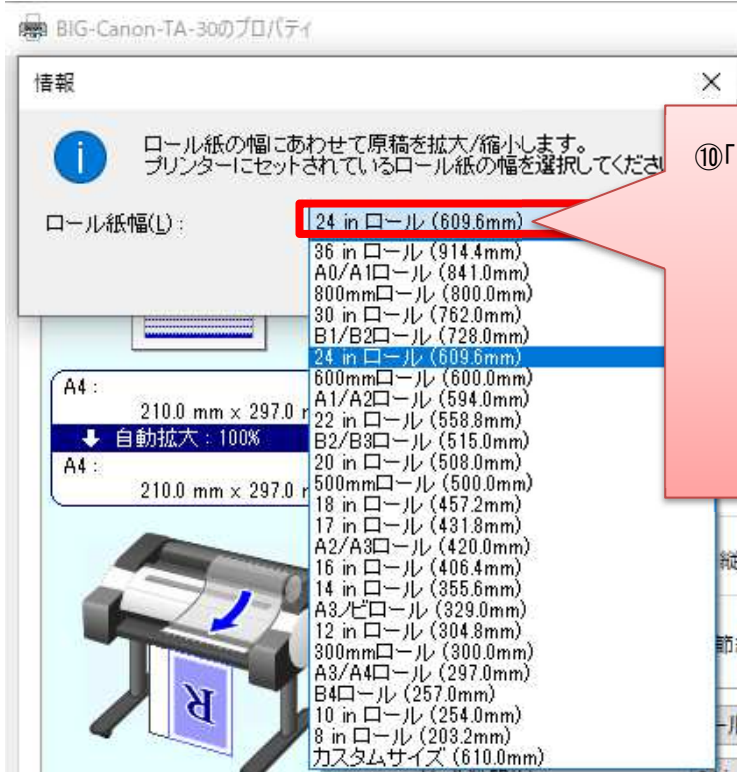 BIG-Canon-TA-30のプロパティ
情報
ロール紙の幅にあわせて原稿を拡大/縮小します。
プリンターにセットされているロール紙の幅を選択してくださ
⑩「
ロール紙幅(L):
24 in ロール (609.6mm)
36 in ロール (914.4mm)
A0/A1ロール (841.0mm)
800mmロール (800.0mm)
30 in ロール (762.0mm)
B1/B2ロール (728.0mm)
24 in ロール (609.6mm)
600mmロール (600.0mm)
A1/A2ロール (594.0mm)
22 in ロール (558.8mm)
B2/B3ロール (515.0mm)
20 in ロール (508.0mm)
500mmロール (500.0mm)
18 in ロール (457.2mm)
17 in ロール (431.8mm)
A2/A3ロール (420.0mm)
16 in ロール (406.4mm)
14 in ロール (355.6mm)
A3ノビロール (329.0mm)
12 in ロール (304.8mm)
300mmロール (300.0mm)
A3/A4ロール (297.0mm)
B4ロール (257.0mm)
10 in ロール (254.0mm)
8 in ロール (203.2mm)
カスタムサイズ (610.0mm)
A4:
210.0 mm x 297.0
自動拡大:100%
A4:
210.0 mm x 297.0
R